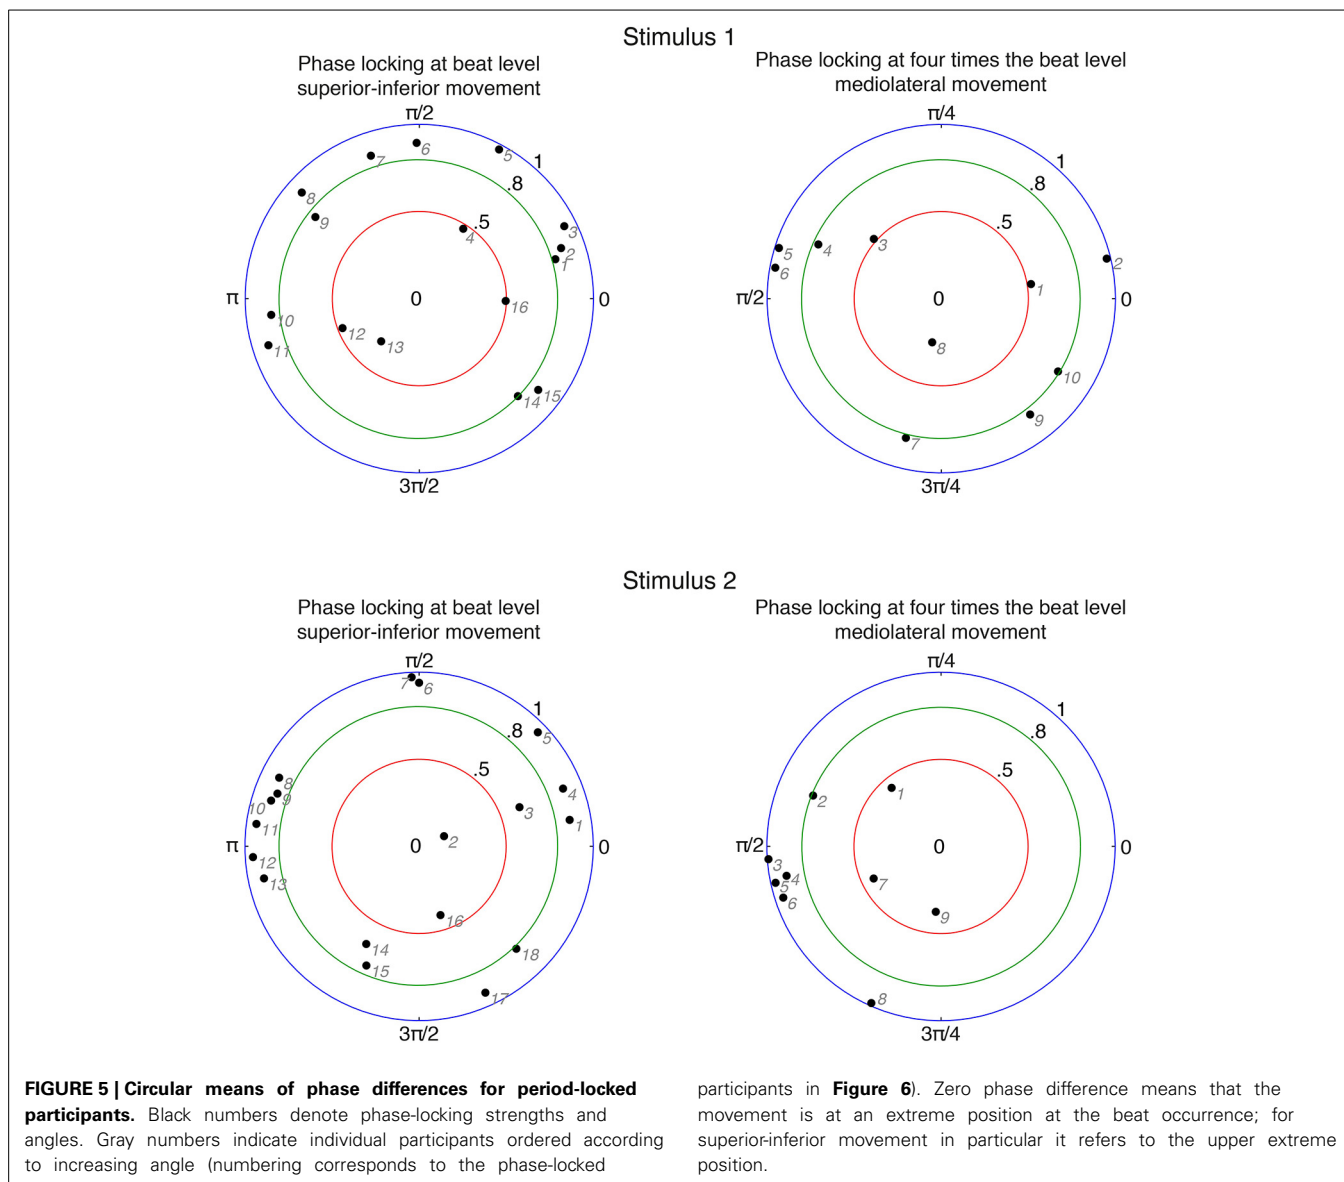 Stimulus 1
Phase locking at beat level
superior-inferior movement
π/2
6
7
5
1
.8
8
9
.5
4
3
2
1
π
0
0
16
10
12
13
11
14
15
3π/2
Phase locking at four times the beat level
mediolateral movement
π/4
1
.8
.5
5
4
3
2
6
1
π/2
0
0
8
10
9
7
3π/4
Stimulus 2
Phase locking at beat level
superior-inferior movement
π/2
7
6
1
5
.8
.5
8
9
10
4
3
1
11
2
π
0
0
12
13
16
14
15
18
17
3π/2
Phase locking at four times the beat level
mediolateral movement
π/4
1
.8
.5
1
2
π/2
0
0
3
4
5
6
7
9
8
3π/4
FIGURE 5 | Circular means of phase differences for period-locked
participants. Black numbers denote phase-locking strengths and
angles. Gray numbers indicate individual participants ordered according
to increasing angle (numbering corresponds to the phase-locked
participants in Figure 6). Zero phase difference means that the
movement is at an extreme position at the beat occurrence; for
superior-inferior movement in particular it refers to the upper extreme
position.